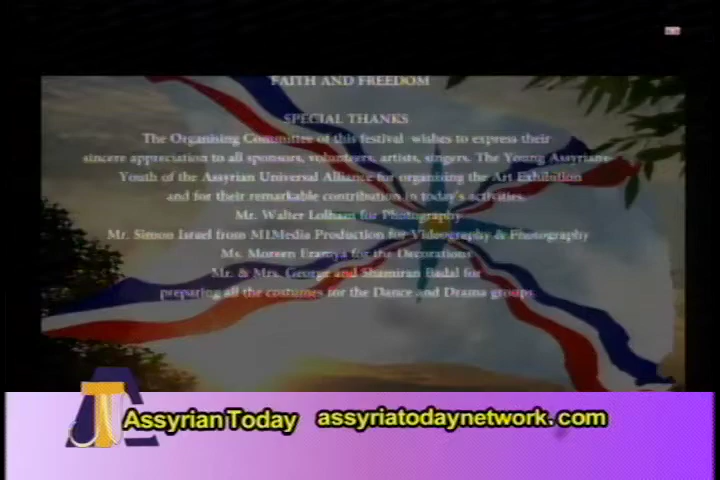 FAITH AND FREEDOM
SPECIAL THANKS
The Organising Committee of this festival wishes to express their
sincere appreciation to all sponsors, volunteers, artists, singers. The Young Assyrians
Youth of the Assyrian Universal Alliance for organising the Art Exhibition
and for their remarkable contribution in today's activities.
Mr. Walter Lolham for Photography
Mr. Simon Israel from Media Production for Videography & Photography
Ms. Moreen Eramya for the Decorations
Mr. & Mrs. George and Shamiran Badal for
preparing all the costumes for the Dance and Drama groups.
Assyrian Today assyriatodaynetwork.com